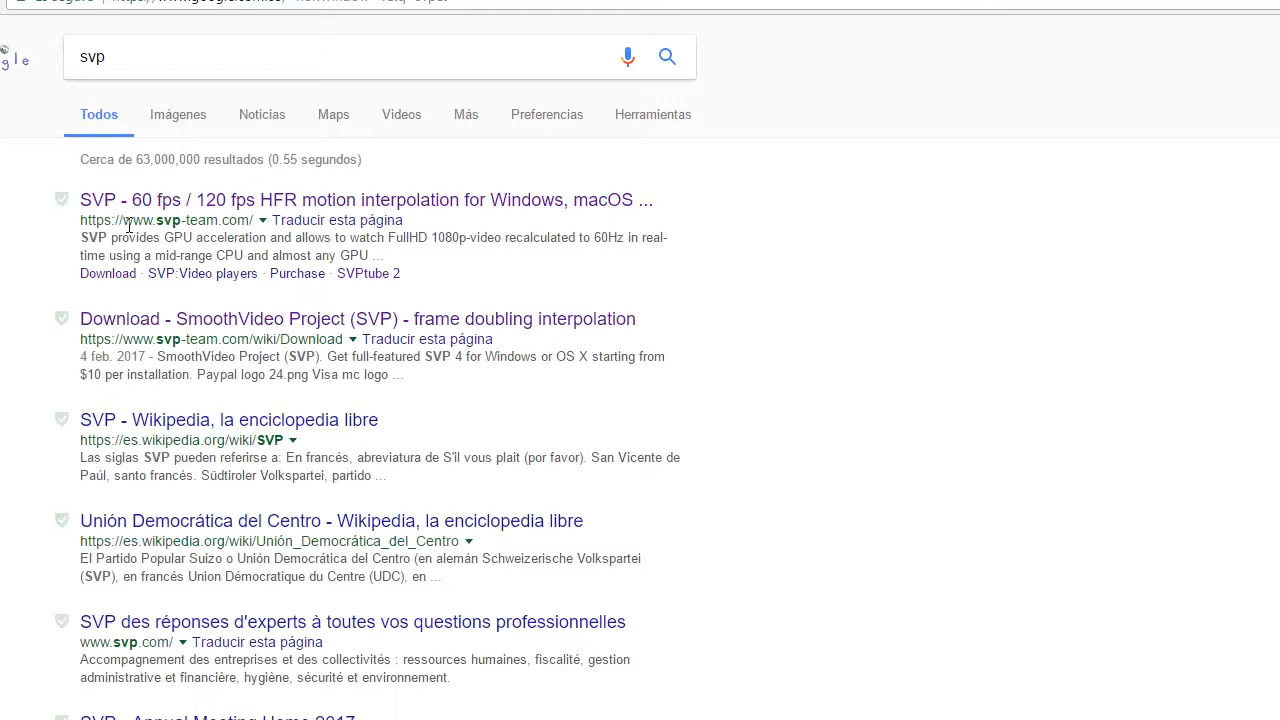 svp
Todos Imágenes Noticias Maps Videos Más Preferencias Herramientas
Cerca de 63,000,000 resultados (0.55 segundos)
SVP - 60 fps / 120 fps HFR motion interpolation for Windows, macOS ...
https://www.svp-team.com/ Traducir esta página
SVP provides GPU acceleration and allows to watch FullHD 1080p-video recalculated to 60Hz in real-
time using a mid-range CPU and almost any GPU ...
Download · SVP:Video players · Purchase · SVPtube 2
Download - SmoothVideo Project (SVP) - frame doubling interpolation
https://www.svp-team.com/wiki/Download Traducir esta página
4 feb. 2017 - SmoothVideo Project (SVP). Get full-featured SVP 4 for Windows or OS X starting from
$10 per installation. Paypal logo 24.png Visa mc logo ...
SVP - Wikipedia, la enciclopedia libre
https://es.wikipedia.org/wiki/SVP
Las siglas SVP pueden referirse a: En francés, abreviatura de S'il vous plait (por favor). San Vicente de
Paúl, santo francés. Südtiroler Volkspartei, partido ...
Unión Democrática del Centro - Wikipedia, la enciclopedia libre
https://es.wikipedia.org/wiki/Unión_Democrática_del_Centro
El Partido Popular Suizo o Unión Democrática del Centro (en alemán Schweizerische Volkspartei
(SVP), en francés Union Démocratique du Centre (UDC), en ...
SVP des réponses d'experts à toutes vos questions professionnelles
www.svp.com/ Traducir esta página
Accompagnement des entreprises et des collectivités : ressources humaines, fiscalité, gestion
administrative et financière, hygiène, sécurité et environnement.
SVP - Annual Meeting Home 2017